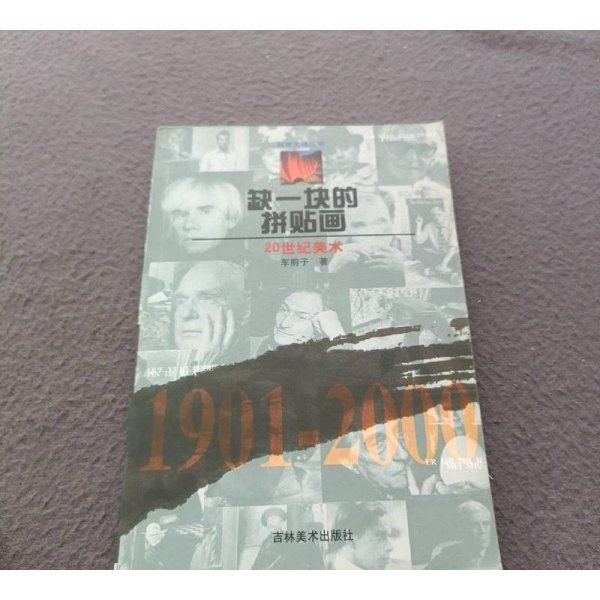 缺一块的
拼贴画
20世纪美术
车前子 著
1901-2000
吉林美术出版社